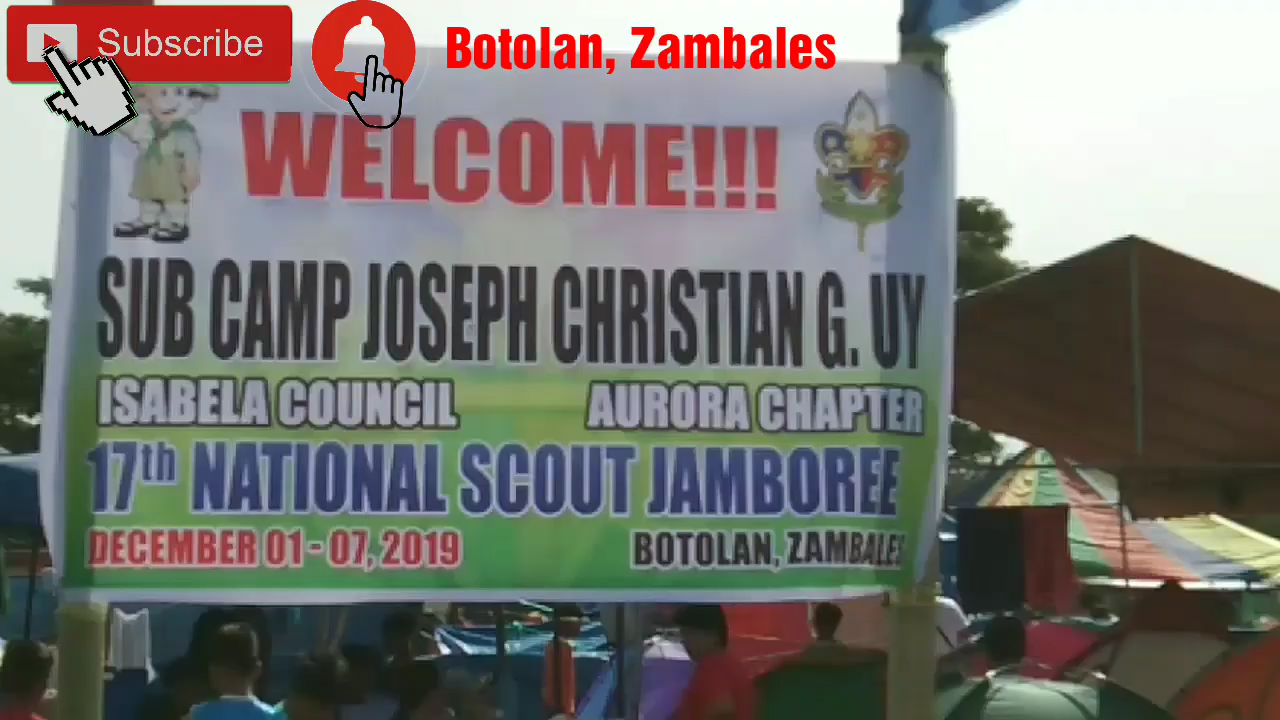 Subscribe
Botolan, Zambales
WELCOME!!!
SUB CAMP JOSEPH CHRISTIAN G. UY
ISABELA COUNCIL AURORA CHAPTER
17th NATIONAL SCOUT JAMBOREE
DECEMBER 01-07, 2019 BOTOLAN, ZAMBALES